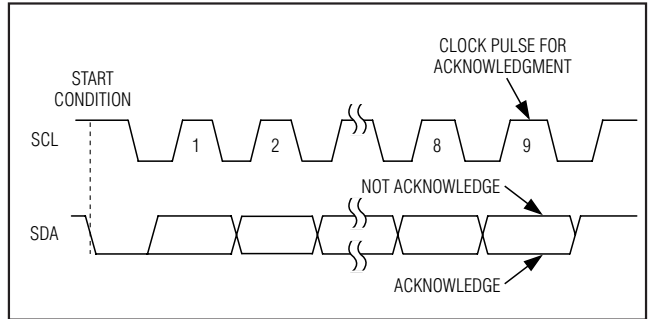 CLOCK PULSE FOR
ACKNOWLEDGMENT
START
CONDITION
SCL
1
2
8
9
NOT ACKNOWLEDGE
SDA
ACKNOWLEDGE